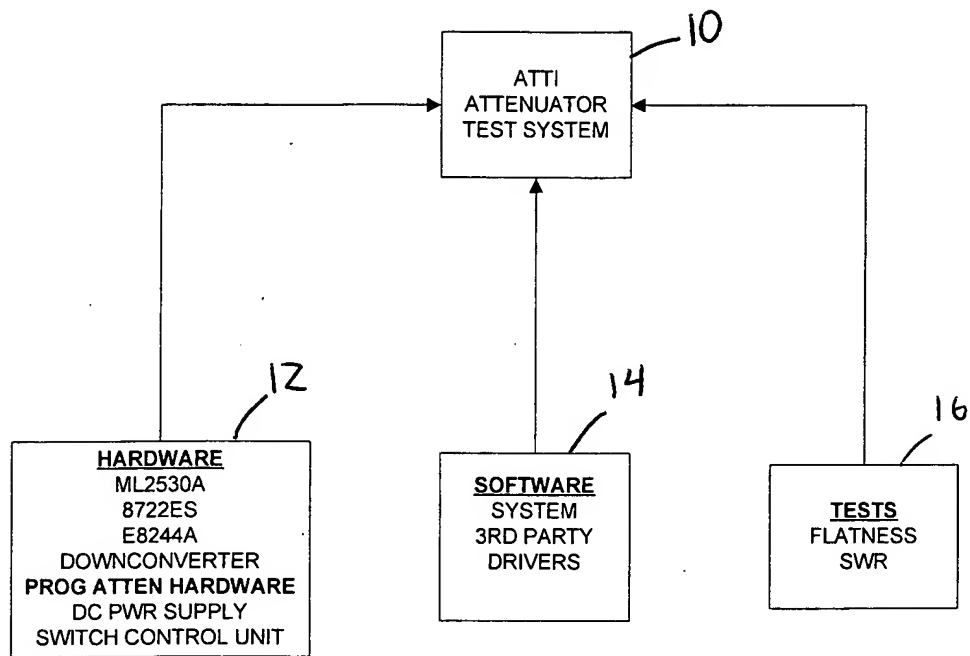 10
ATTI
ATTENUATOR
TEST SYSTEM
12
HARDWARE
ML2530A
8722ES
E8244A
DOWNCONVERTER
PROG ATTEN HARDWARE
DC PWR SUPPLY
SWITCH CONTROL UNIT
14
SOFTWARE
SYSTEM
3RD PARTY
DRIVERS
16
TESTS
FLATNESS
SWR